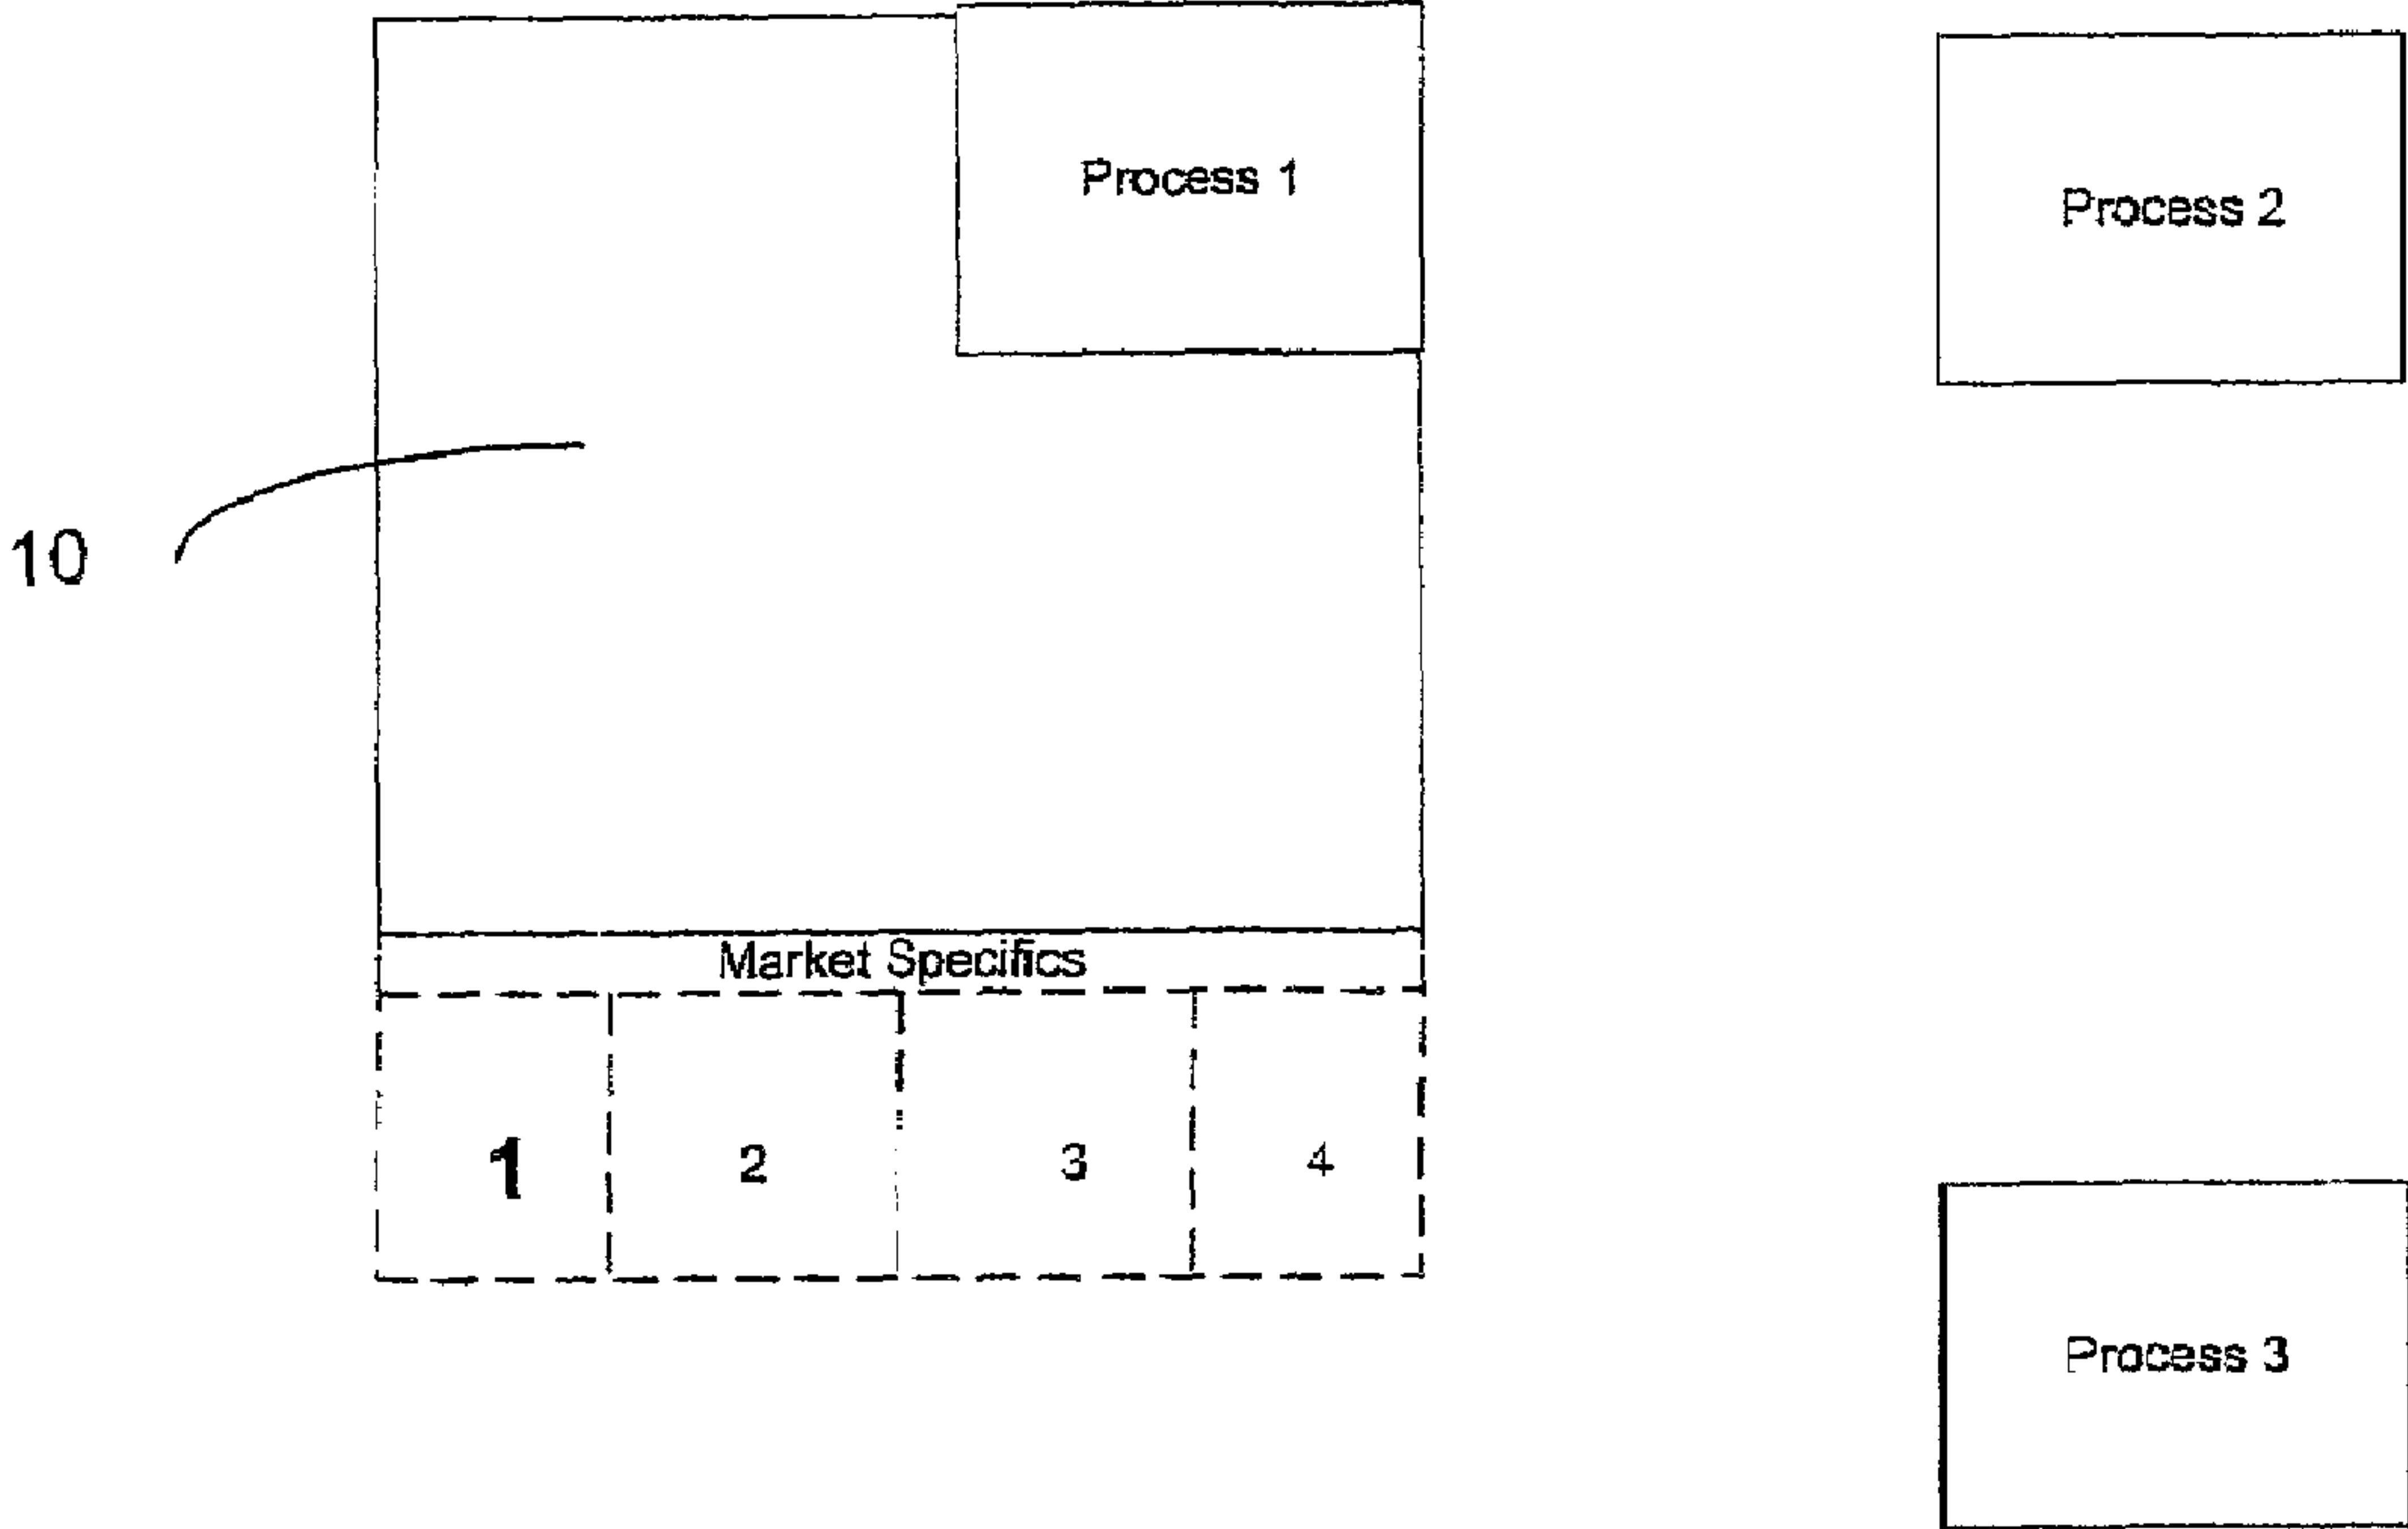 Process 1
Process 2
10
Market Specifics
1 2 3 4
Process 3